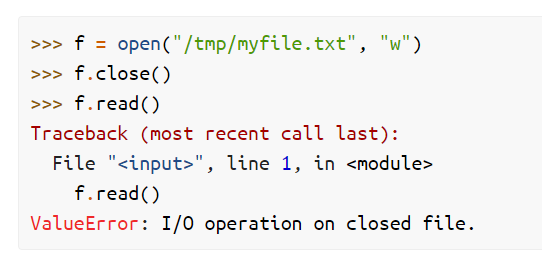 >>> f = open("/tmp/myfile.txt", "w")
>>> f.close()
>>> f.read()
Traceback (most recent call last):
  File "<input>", line 1, in <module>
    f.read()
ValueError: I/O operation on closed file.